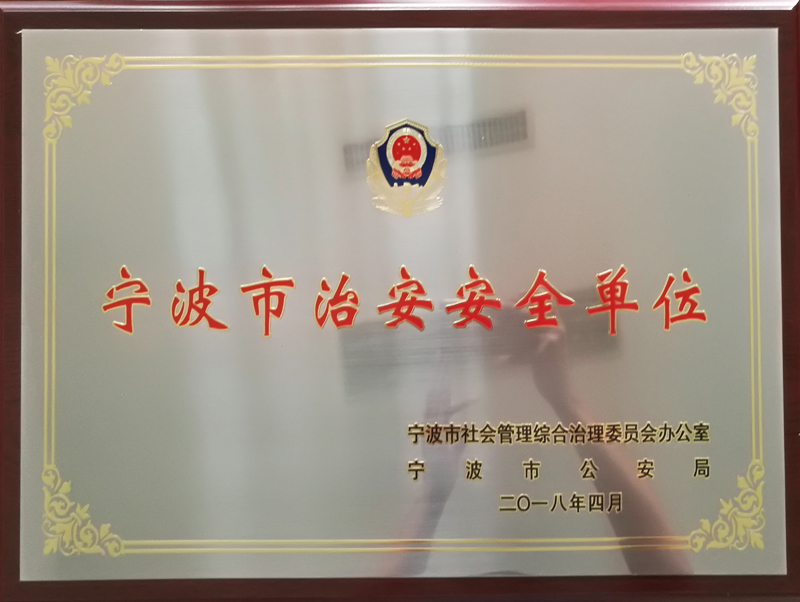 宁波市治安安全单位
宁波市社会管理综合治理委员会办公室
宁波市公安局
二〇一八年四月